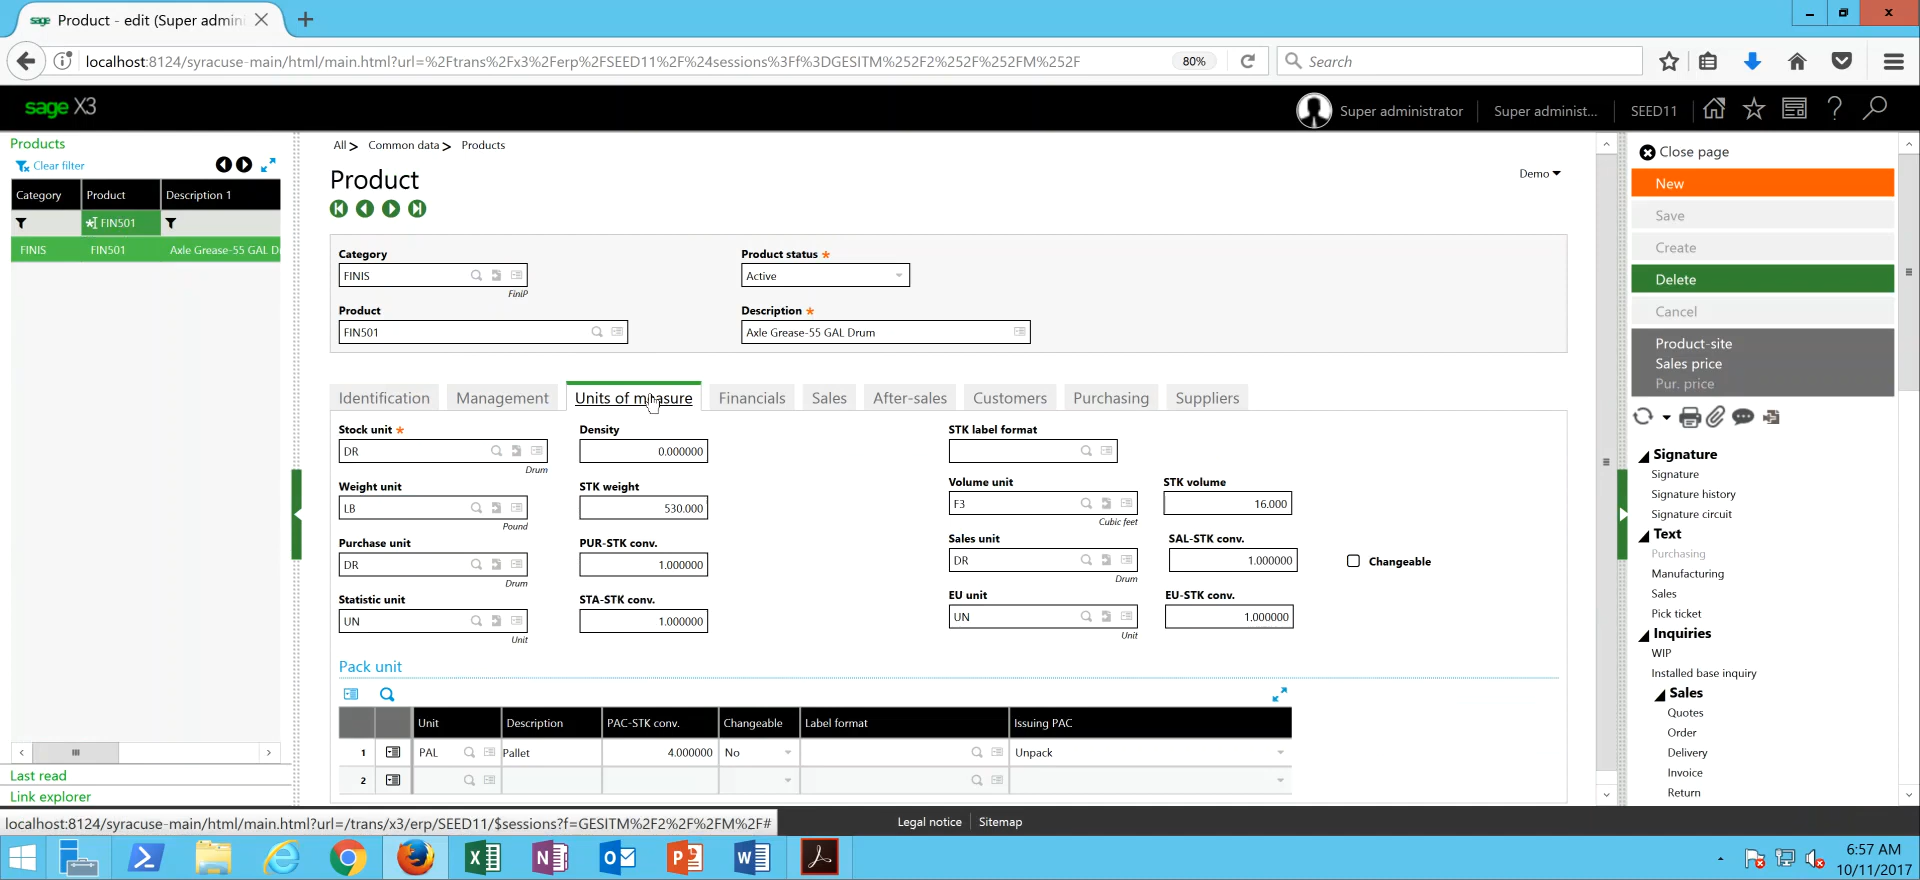 sage Product - edit (Super admin
localhost:8124/syracuse-main/html/main.html?url=%2Ftrans%2Fx3%2Ferp%2FSEED11%2F%24sessions%3Ff%3DGESITM%252F2%252F%252FM%252F
80%
Search
sage X3
Super administrator
Super administ...
SEED11
Products
Clear filter
Category
Product
Description 1
FIN501
FINIS
FIN501
Axle Grease-55 GAL D
Last read
Link explorer
All > Common data > Products
Product
Demo
Category
FINIS
FiniP
Product status *
Active
Product
FIN501
Description *
Axle Grease-55 GAL Drum
Identification
Management
Units of measure
Financials
Sales
After-sales
Customers
Purchasing
Suppliers
Stock unit *
DR
Drum
Density
0.000000
STK label format
Weight unit
LB
Pound
STK weight
530.000
Volume unit
F3
Cubic feet
STK volume
16.000
Purchase unit
DR
Drum
PUR-STK conv.
1.000000
Sales unit
DR
Drum
SAL-STK conv.
1.000000
Changeable
Statistic unit
UN
Unit
STA-STK conv.
1.000000
EU unit
UN
Unit
EU-STK conv.
1.000000
Pack unit
Unit Description PAC-STK conv. Changeable Label format Issuing PAC
1 PAL Pallet 4.000000 No Unpack
2
Close page
New
Save
Create
Delete
Cancel
Product-site
Sales price
Pur. price
Signature
Signature
Signature history
Signature circuit
Text
Purchasing
Manufacturing
Sales
Pick ticket
Inquiries
WIP
Installed base inquiry
Sales
Quotes
Order
Delivery
Invoice
Return
localhost:8124/syracuse-main/html/main.html?url=/trans/x3/erp/SEED11/$sessions?f=GESITM%2F2%2F%2FM%2F#
Legal notice
Sitemap
6:57 AM
10/11/2017